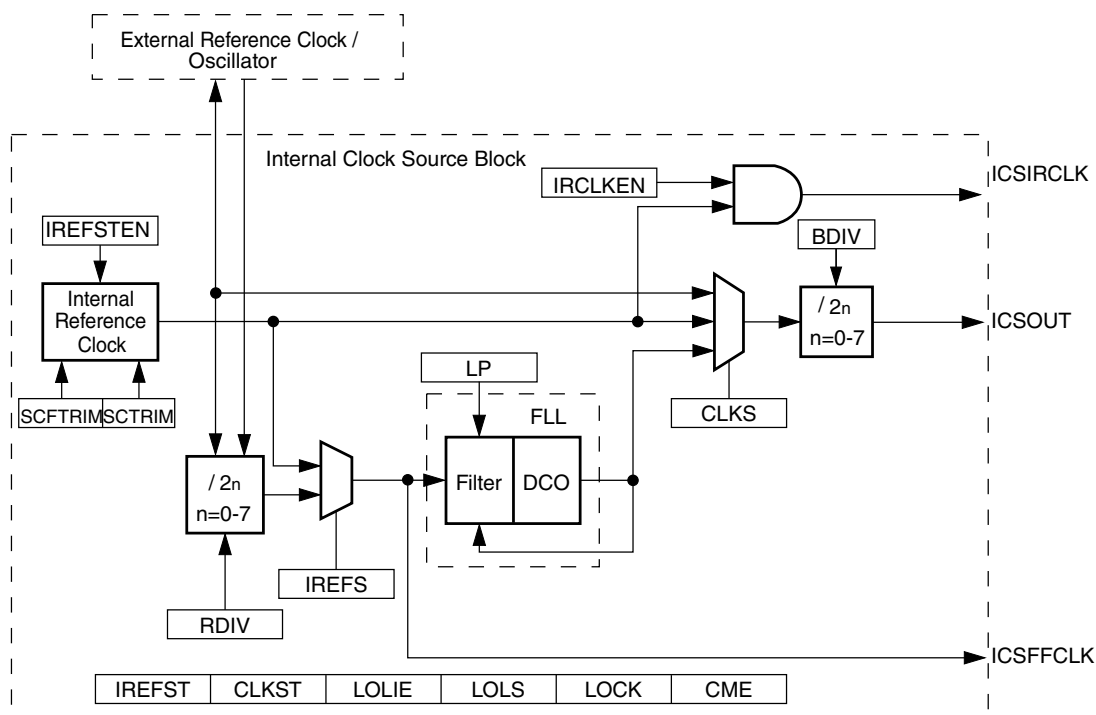 External Reference Clock /
Oscillator
Internal Clock Source Block
IRCLKEN
ICSIRCLK
IREFSTEN
BDIV
Internal
Reference
Clock
/ 2n
n=0-7
ICSOUT
LP
SCFTRIM SCTRIM
FLL
CLKS
Filter DCO
/ 2n
n=0-7
IREFS
RDIV
ICSFFCLK
IREFST CLKST LOLIE LOLS LOCK CME